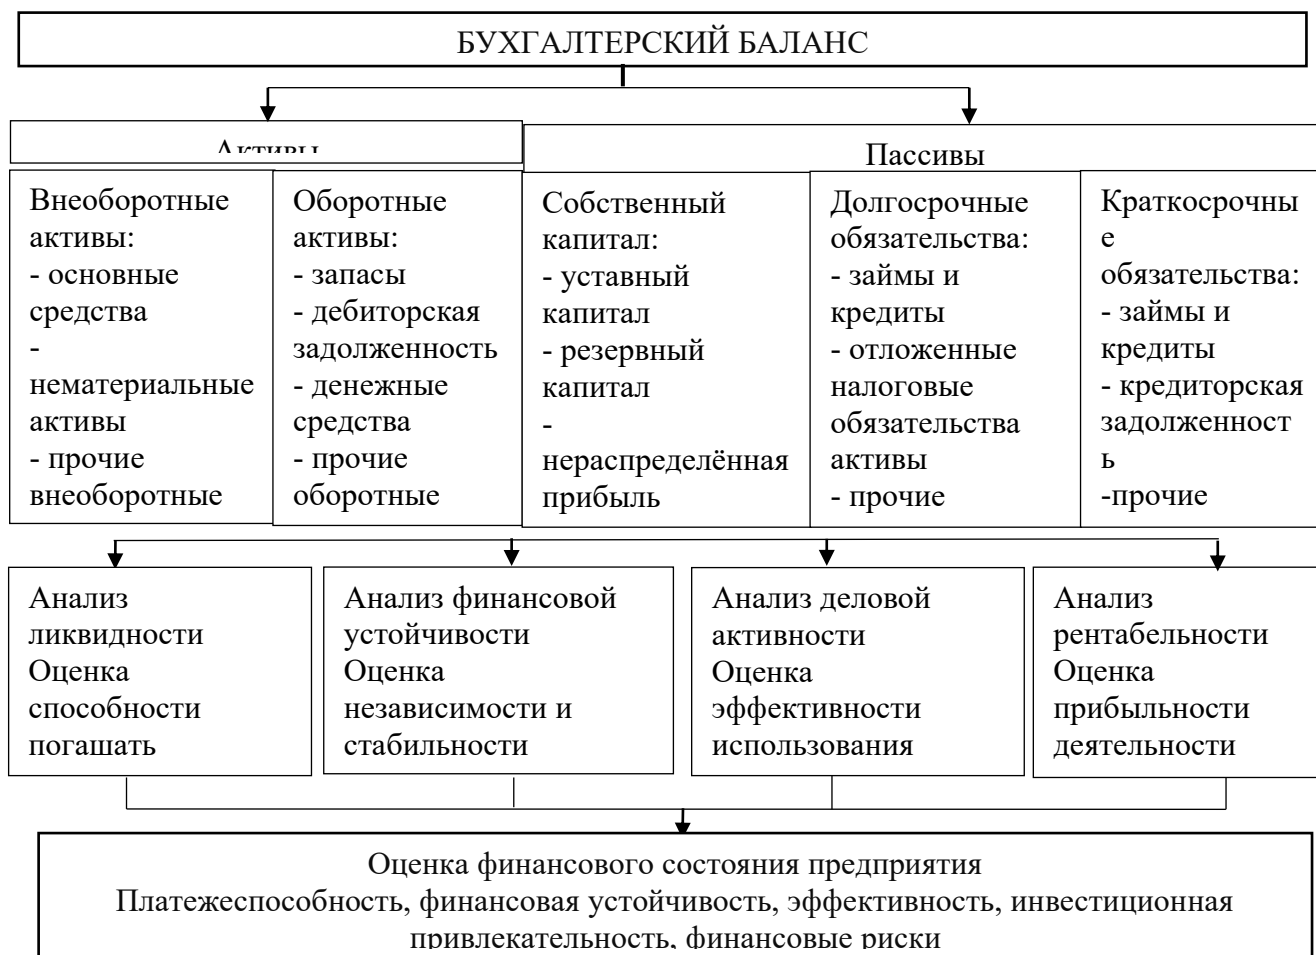 БУХГАЛТЕРСКИЙ БАЛАНС
Активы
Пассивы
Внеоборотные
активы:
- основные
средства
-
нематериальные
активы
- прочие
внеоборотные
Оборотные
активы:
- запасы
- дебиторская
задолженность
- денежные
средства
- прочие
оборотные
Собственный
капитал:
- уставный
капитал
- резервный
капитал
-
нераспределённая
прибыль
Долгосрочные
обязательства:
- займы и
кредиты
- отложенные
налоговые
обязательства
активы
- прочие
Краткосрочны
е
обязательства:
- займы и
кредиты
- кредиторская
задолженност
ь
-прочие
Анализ
ликвидности
Оценка
способности
погашать
Анализ финансовой
устойчивости
Оценка
независимости и
стабильности
Анализ деловой
активности
Оценка
эффективности
использования
Анализ
рентабельности
Оценка
прибыльности
деятельности
Оценка финансового состояния предприятия
Платежеспособность, финансовая устойчивость, эффективность, инвестиционная
привлекательность, финансовые риски